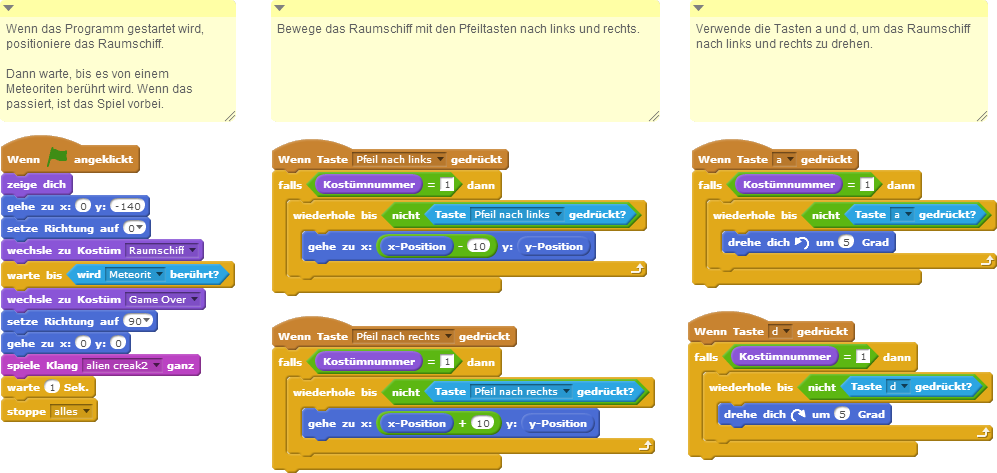 Wenn das Programm gestartet wird,
positioniere das Raumschiff.
Dann warte, bis es von einem
Meteoriten berührt wird. Wenn das
passiert, ist das Spiel vorbei.
Wenn angeklickt
zeige dich
gehe zu x: 0 y: -140
setze Richtung auf 0
wechsle zu Kostüm Raumschiff
warte bis wird Meteorit berührt?
wechsle zu Kostüm Game Over
setze Richtung auf 90
gehe zu x: 0 y: 0
spiele Klang alien creak2 ganz
warte 1 Sek.
stoppe alles
Bewege das Raumschiff mit den Pfeiltasten nach links und rechts.
Wenn Taste Pfeil nach links gedrückt
falls Kostümnummer = 1 dann
wiederhole bis nicht Taste Pfeil nach links gedrückt?
gehe zu x: x-Position - 10 y: y-Position
Wenn Taste Pfeil nach rechts gedrückt
falls Kostümnummer = 1 dann
wiederhole bis nicht Taste Pfeil nach rechts gedrückt?
gehe zu x: x-Position + 10 y: y-Position
Verwende die Tasten a und d, um das Raumschiff
nach links und rechts zu drehen.
Wenn Taste a gedrückt
falls Kostümnummer = 1 dann
wiederhole bis nicht Taste a gedrückt?
drehe dich um 5 Grad
Wenn Taste d gedrückt
falls Kostümnummer = 1 dann
wiederhole bis nicht Taste d gedrückt?
drehe dich um 5 Grad